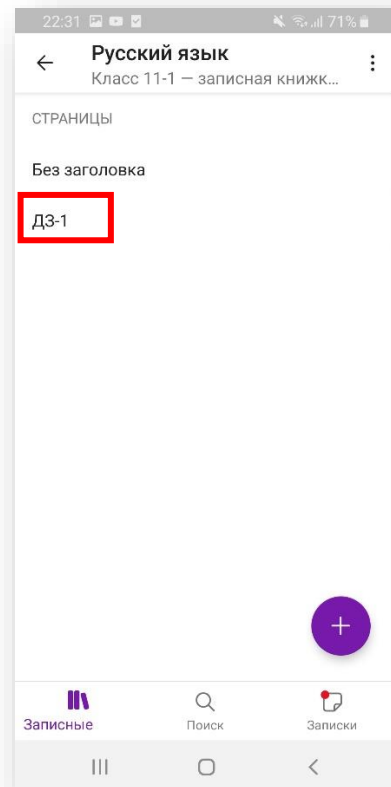 22:31 71%
Русский язык
Класс 11-1 — записная книжк...
СТРАНИЦЫ
Без заголовка
ДЗ-1
Записные Поиск Записки